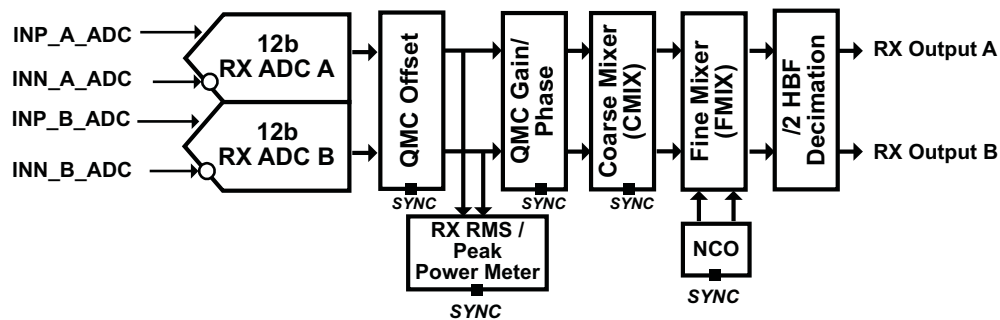 INP_A_ADC
INN_A_ADC
INP_B_ADC
INN_B_ADC
12b
RX ADC A
12b
RX ADC B
QMC Offset
SYNC
RX RMS /
Peak
Power Meter
SYNC
QMC Gain/
Phase
SYNC
Coarse Mixer
(CMIX)
SYNC
Fine Mixer
(FMIX)
NCO
SYNC
/2 HBF
Decimation
RX Output A
RX Output B